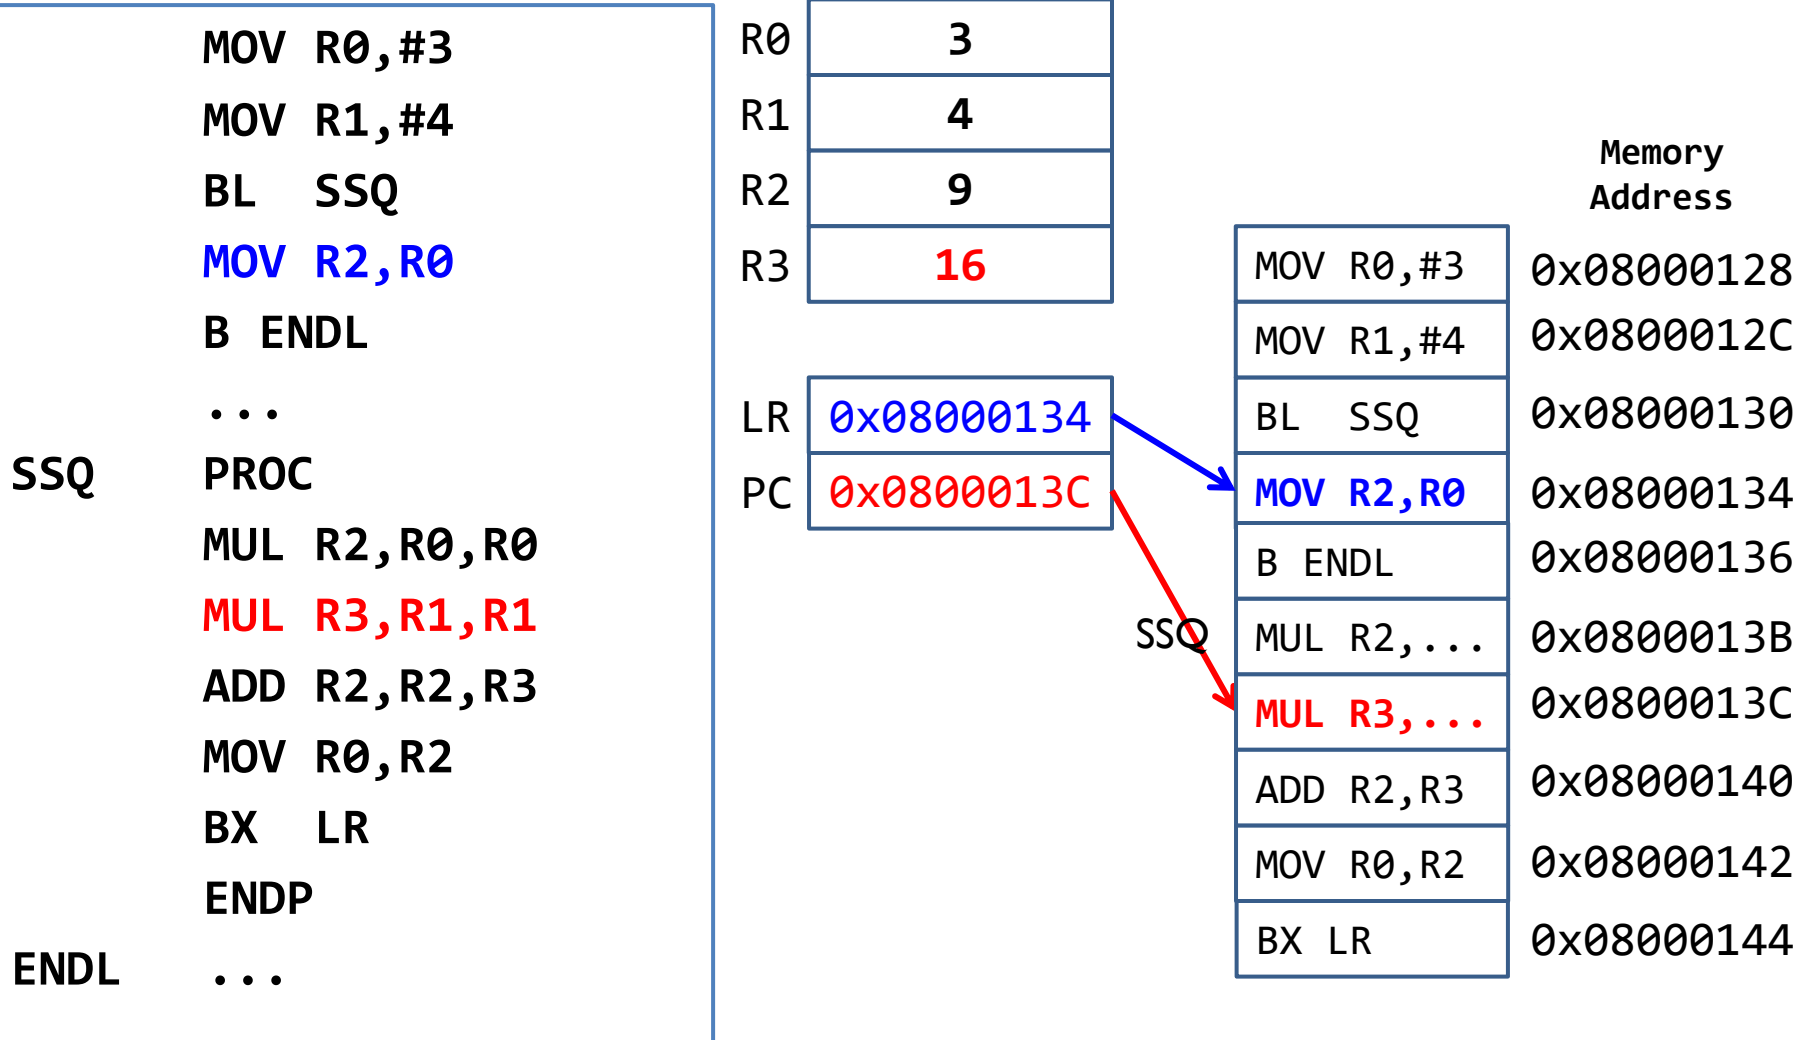 MOV R0,#3
MOV R1,#4
BL SSQ
MOV R2,R0
B ENDL
...
SSQ PROC
MUL R2,R0,R0
MUL R3,R1,R1
ADD R2,R2,R3
MOV R0,R2
BX LR
ENDP
ENDL ...
R0 3
R1 4
R2 9
R3 16
LR 0x08000134
PC 0x0800013C
SSQ
Memory
Address
MOV R0,#3 0x08000128
MOV R1,#4 0x0800012C
BL SSQ 0x08000130
MOV R2,R0 0x08000134
B ENDL 0x08000136
MUL R2,... 0x0800013B
MUL R3,... 0x0800013C
ADD R2,R3 0x08000140
MOV R0,R2 0x08000142
BX LR 0x08000144